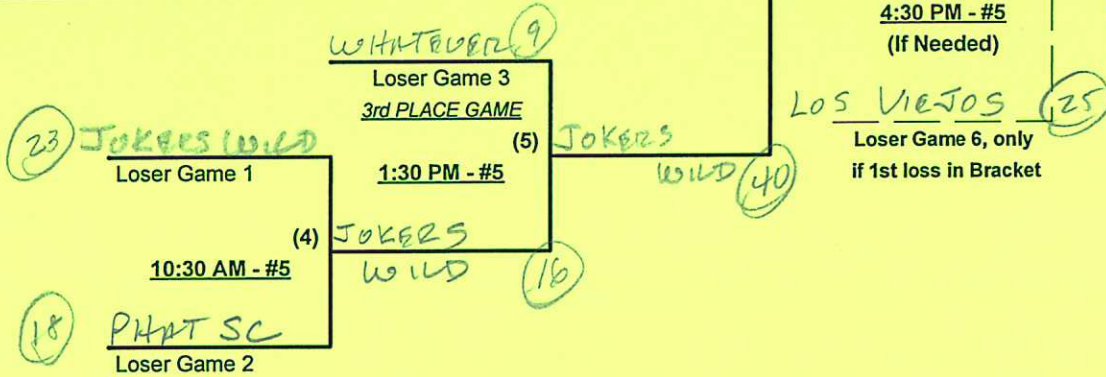 4:30 PM - #5
(If Needed)
WHATEVER 9
Loser Game 3
3rd PLACE GAME
LOS VIEJOS 25
Loser Game 6, only
if 1st loss in Bracket
23 JOKERS WILD
Loser Game 1
(5) JOKERS
WILD 40
1:30 PM - #5
(4) JOKERS
WILD 16
10:30 AM - #5
18 PHAT SC
Loser Game 2